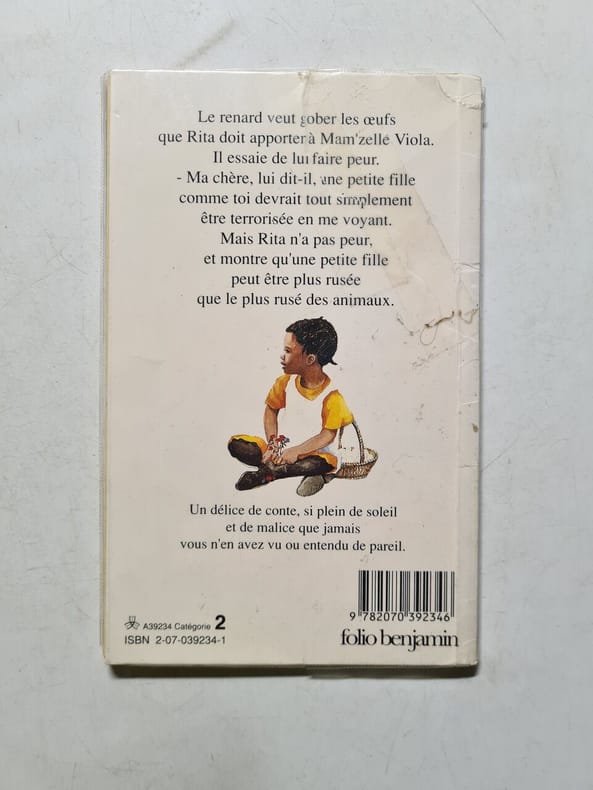 Le renard veut gober les œufs
que Rita doit apporter à Mam'zelle Viola.
Il essaie de lui faire peur.
- Ma chère, lui dit-il, une petite fille
comme toi devrait tout simplement
être terrorisée en me voyant.
Mais Rita n'a pas peur,
et montre qu'une petite fille
peut être plus rusée
que le plus rusé des animaux.
Un délice de conte, si plein de soleil
et de malice que jamais
vous n'en avez vu ou entendu de pareil.
A39234 Catégorie 2
ISBN 2-07-039234-1
9 782070 392346
folio benjamin